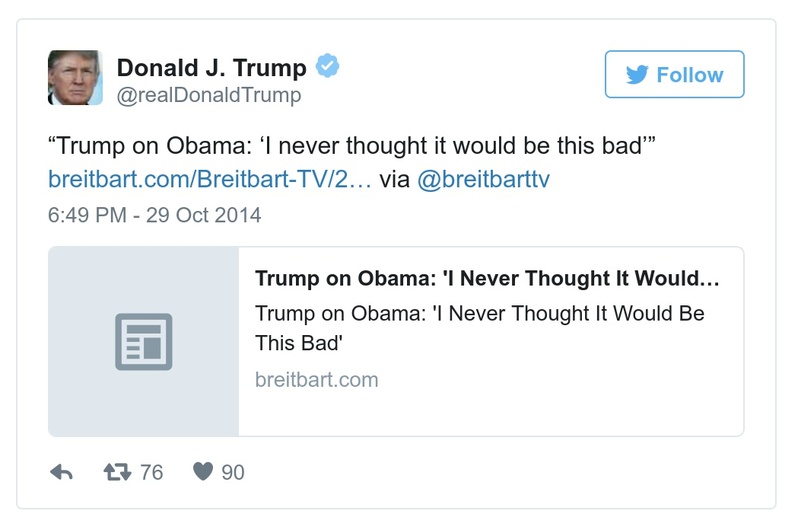 Donald J. Trump
@realDonaldTrump
Follow
“Trump on Obama: ‘I never thought it would be this bad’”
breitbart.com/Breitbart-TV/2… via @breitbarttv
6:49 PM - 29 Oct 2014
Trump on Obama: 'I Never Thought It Would…
Trump on Obama: 'I Never Thought It Would Be
This Bad'
breitbart.com
76
90